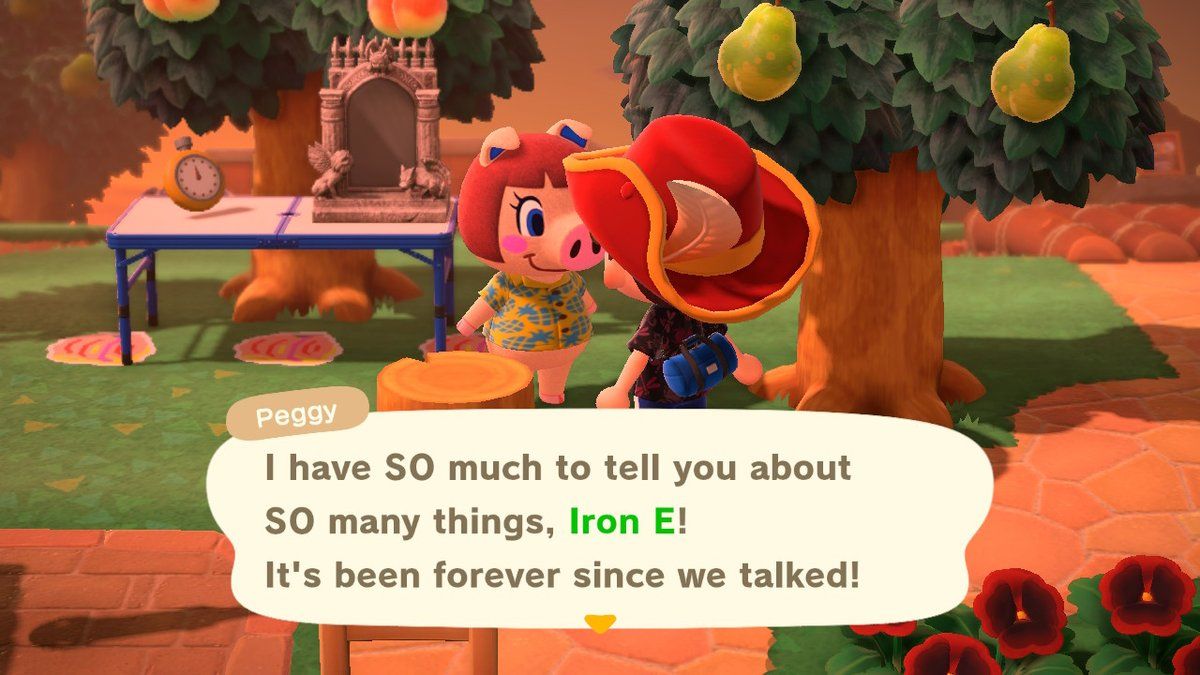 Peggy
I have SO much to tell you about
SO many things, Iron E!
It's been forever since we talked!